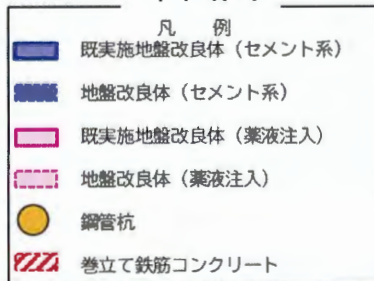 凡 例
既実施地盤改良体（セメント系）
地盤改良体（セメント系）
既実施地盤改良体（薬液注入）
地盤改良体（薬液注入）
鋼管杭
巻立て鉄筋コンクリート